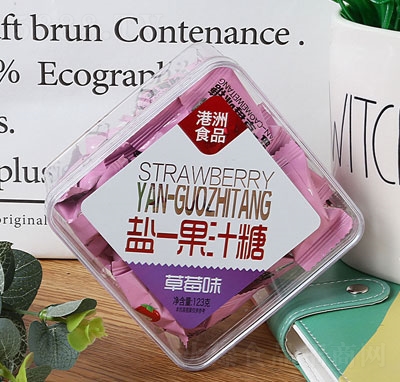 ft brun Contenance.
% Ecograph
s.
plus
original
WITCH
港洲
食品
STRAWBERRY
YAN-GUOZHITANG
盐一果汁糖
草莓味
净含量:123克